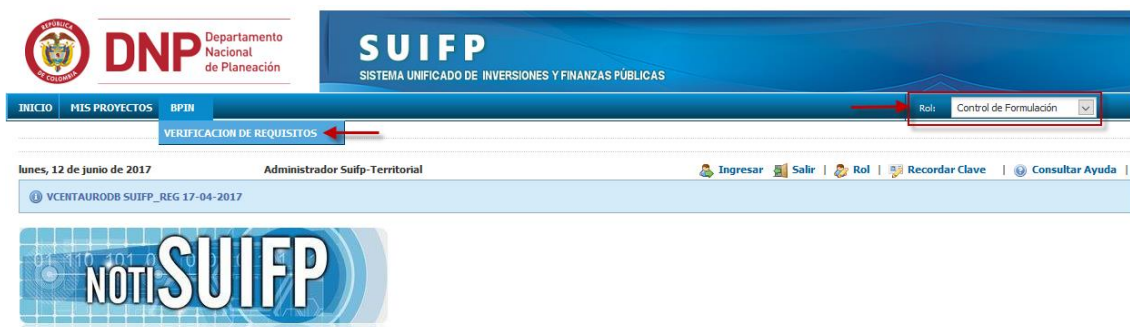 REPÚBLICA
DE COLOMBIA
DNP
Departamento
Nacional
de Planeación
SUIFP
SISTEMA UNIFICADO DE INVERSIONES Y FINANZAS PÚBLICAS
INICIO MIS PROYECTOS BPIN
Rol: Control de Formulación
VERIFICACION DE REQUISITOS
lunes, 12 de junio de 2017 Administrador Suifp-Territorial Ingresar Salir | Rol | Recordar Clave | Consultar Ayuda |
VCENTAURODB SUIFP_REG 17-04-2017
NOTISUIFP